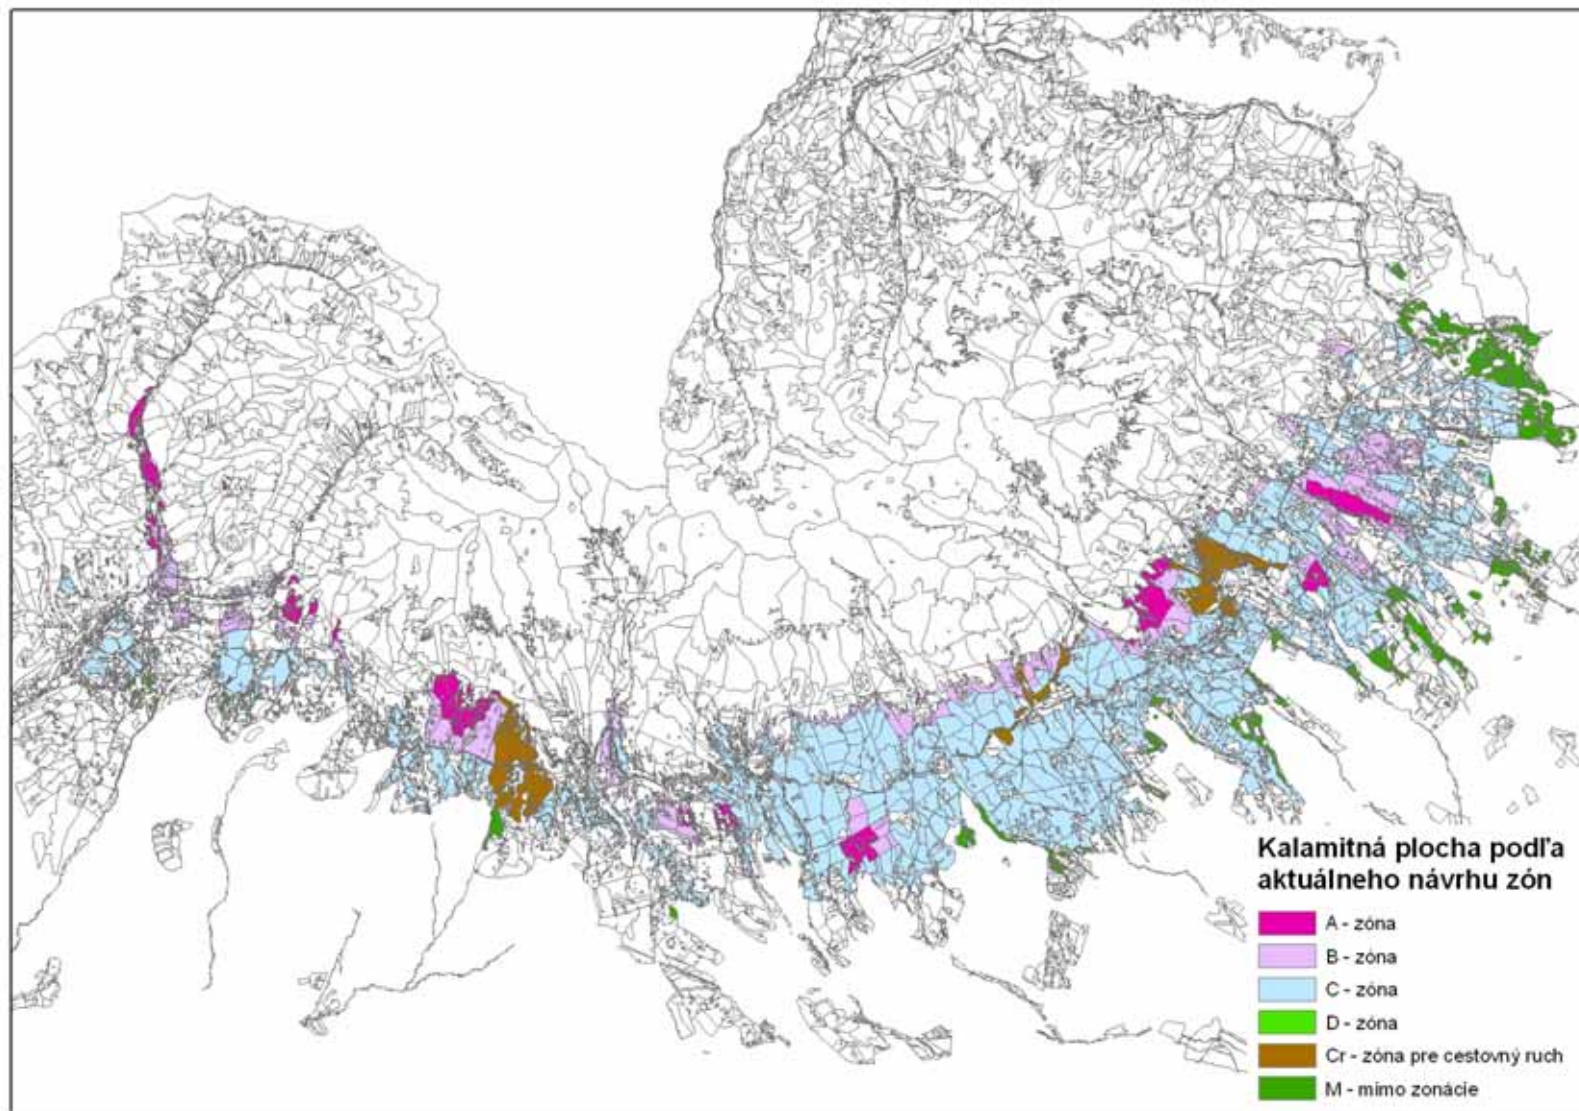 Kalamitná plocha podľa
aktuálneho návrhu zón
A - zóna
B - zóna
C - zóna
D - zóna
Cr - zóna pre cestovný ruch
M - mimo zonácie